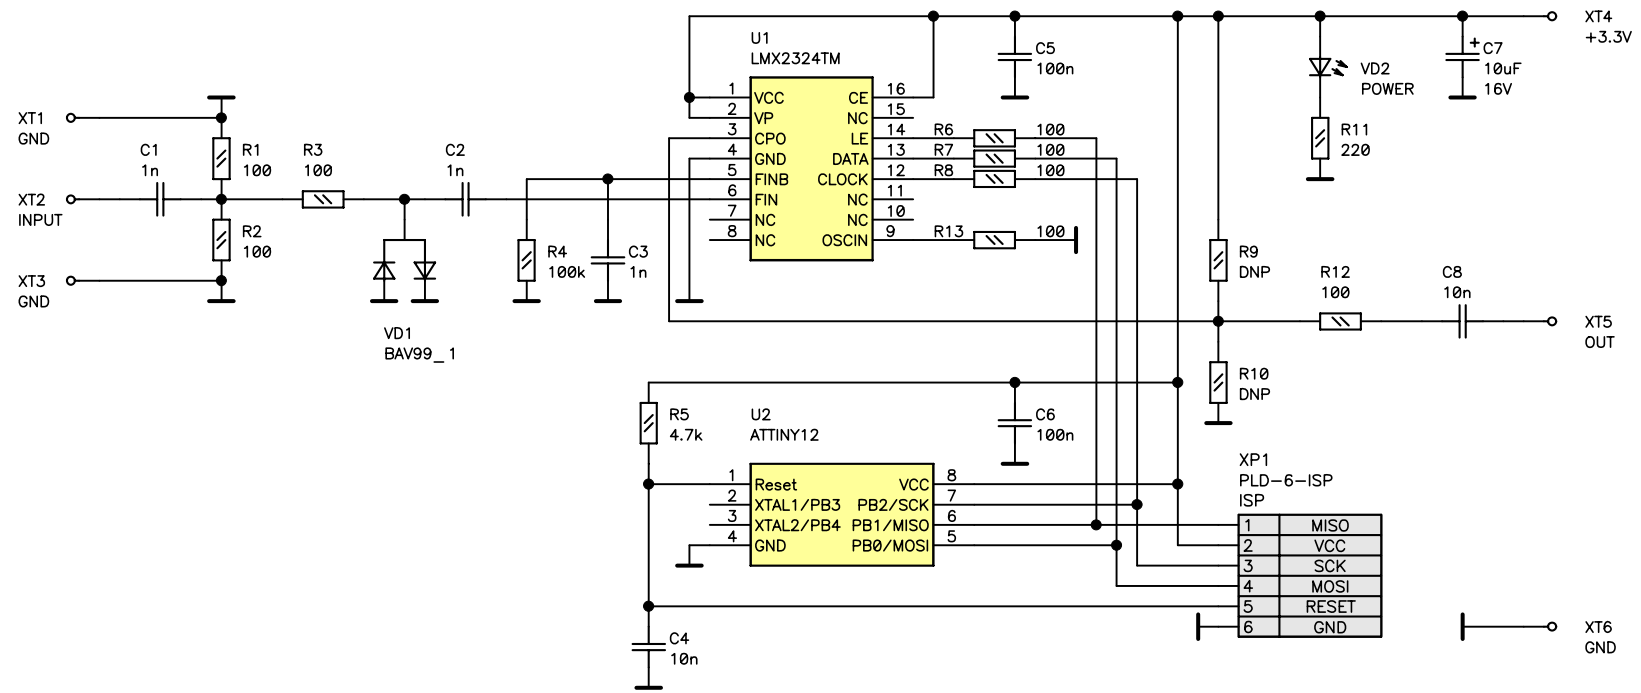 XT4
+3.3V
U1
LMX2324TM
C5
100n
C7
10uF
16V
+
VD2
POWER
R11
220
XT1
GND
R1
100
C1
1n
R3
100
C2
1n
XT2
INPUT
R2
100
XT3
GND
VD1
BAV99_1
R4
100k
C3
1n
1 VCC CE 16
2 VP NC 15
3 CPO LE 14 R6 100
4 GND DATA 13 R7 100
5 FINB CLOCK 12 R8 100
6 FIN NC 11
7 NC NC 10
8 NC OSCIN 9 R13 100
R9
DNP
R12
100
C8
10n
XT5
OUT
R10
DNP
R5
4.7k
U2
ATTINY12
C6
100n
1 Reset VCC 8
2 XTAL1/PB3 PB2/SCK 7
3 XTAL2/PB4 PB1/MISO 6
4 GND PB0/MOSI 5
XP1
PLD-6-ISP
ISP
1 MISO
2 VCC
3 SCK
4 MOSI
5 RESET
6 GND
C4
10n
XT6
GND